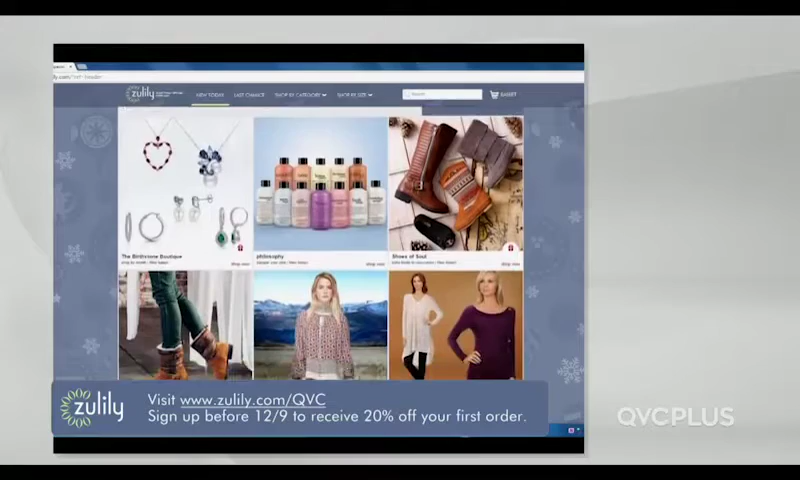 zulily
NEW TODAY
LAST CHANCE
SHOP BY CATEGORY
SHOP BY SIZE
Search
BASKET
The Birthstone Boutique
shop now
philosophy
shop now
Shoes of Soul
shop now
zulily
Visit www.zulily.com/QVC
Sign up before 12/9 to receive 20% off your first order.
QVCPLUS